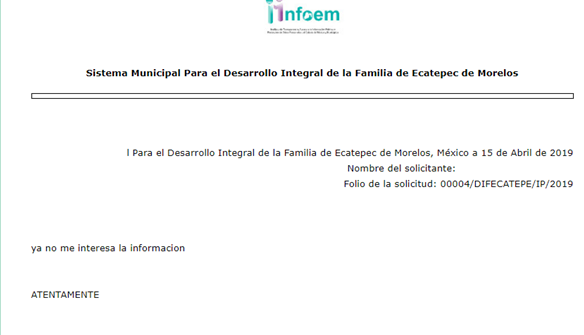 infoem
Sistema Municipal Para el Desarrollo Integral de la Familia de Ecatepec de Morelos
l Para el Desarrollo Integral de la Familia de Ecatepec de Morelos, México a 15 de Abril de 2019
Nombre del solicitante:
Folio de la solicitud: 00004/DIFECATEPE/IP/2019
ya no me interesa la informacion
ATENTAMENTE